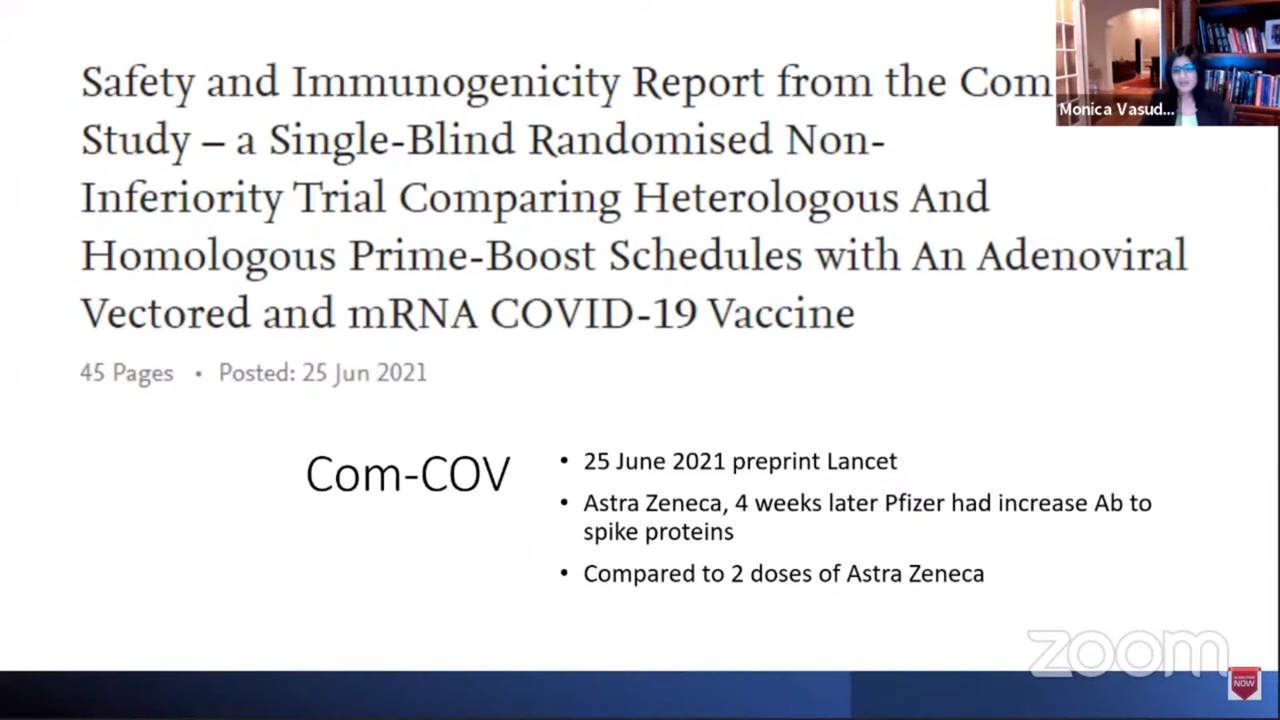 Safety and Immunogenicity Report from the Com
Monica Vasud...
Study – a Single-Blind Randomised Non-
Inferiority Trial Comparing Heterologous And
Homologous Prime-Boost Schedules with An Adenoviral
Vectored and mRNA COVID-19 Vaccine
45 Pages • Posted: 25 Jun 2021
Com-COV
• 25 June 2021 preprint Lancet
• Astra Zeneca, 4 weeks later Pfizer had increase Ab to
spike proteins
• Compared to 2 doses of Astra Zeneca
zoom
SUBSCRIBE
NOW